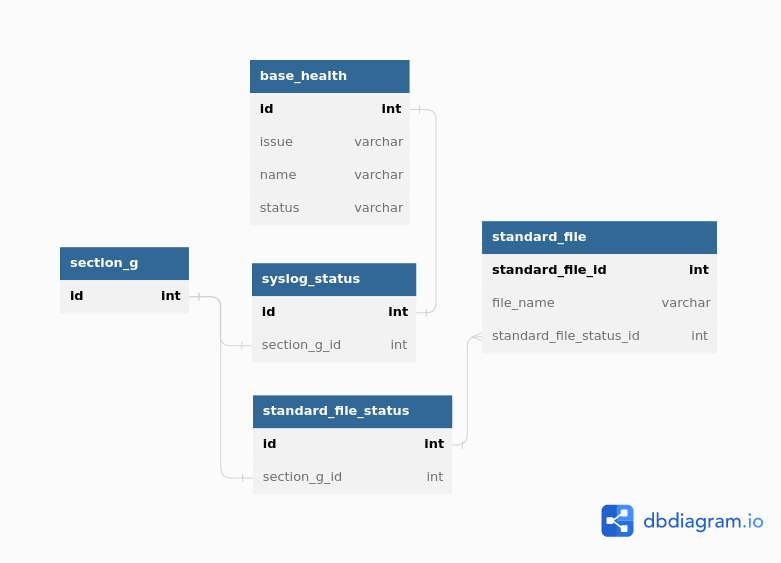 base_health
id int
issue varchar
name varchar
status varchar
section_g
id int
syslog_status
id int
section_g_id int
standard_file
standard_file_id int
file_name varchar
standard_file_status_id int
standard_file_status
id int
section_g_id int
dbdiagram.io